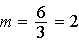 m = 6/3 = 2